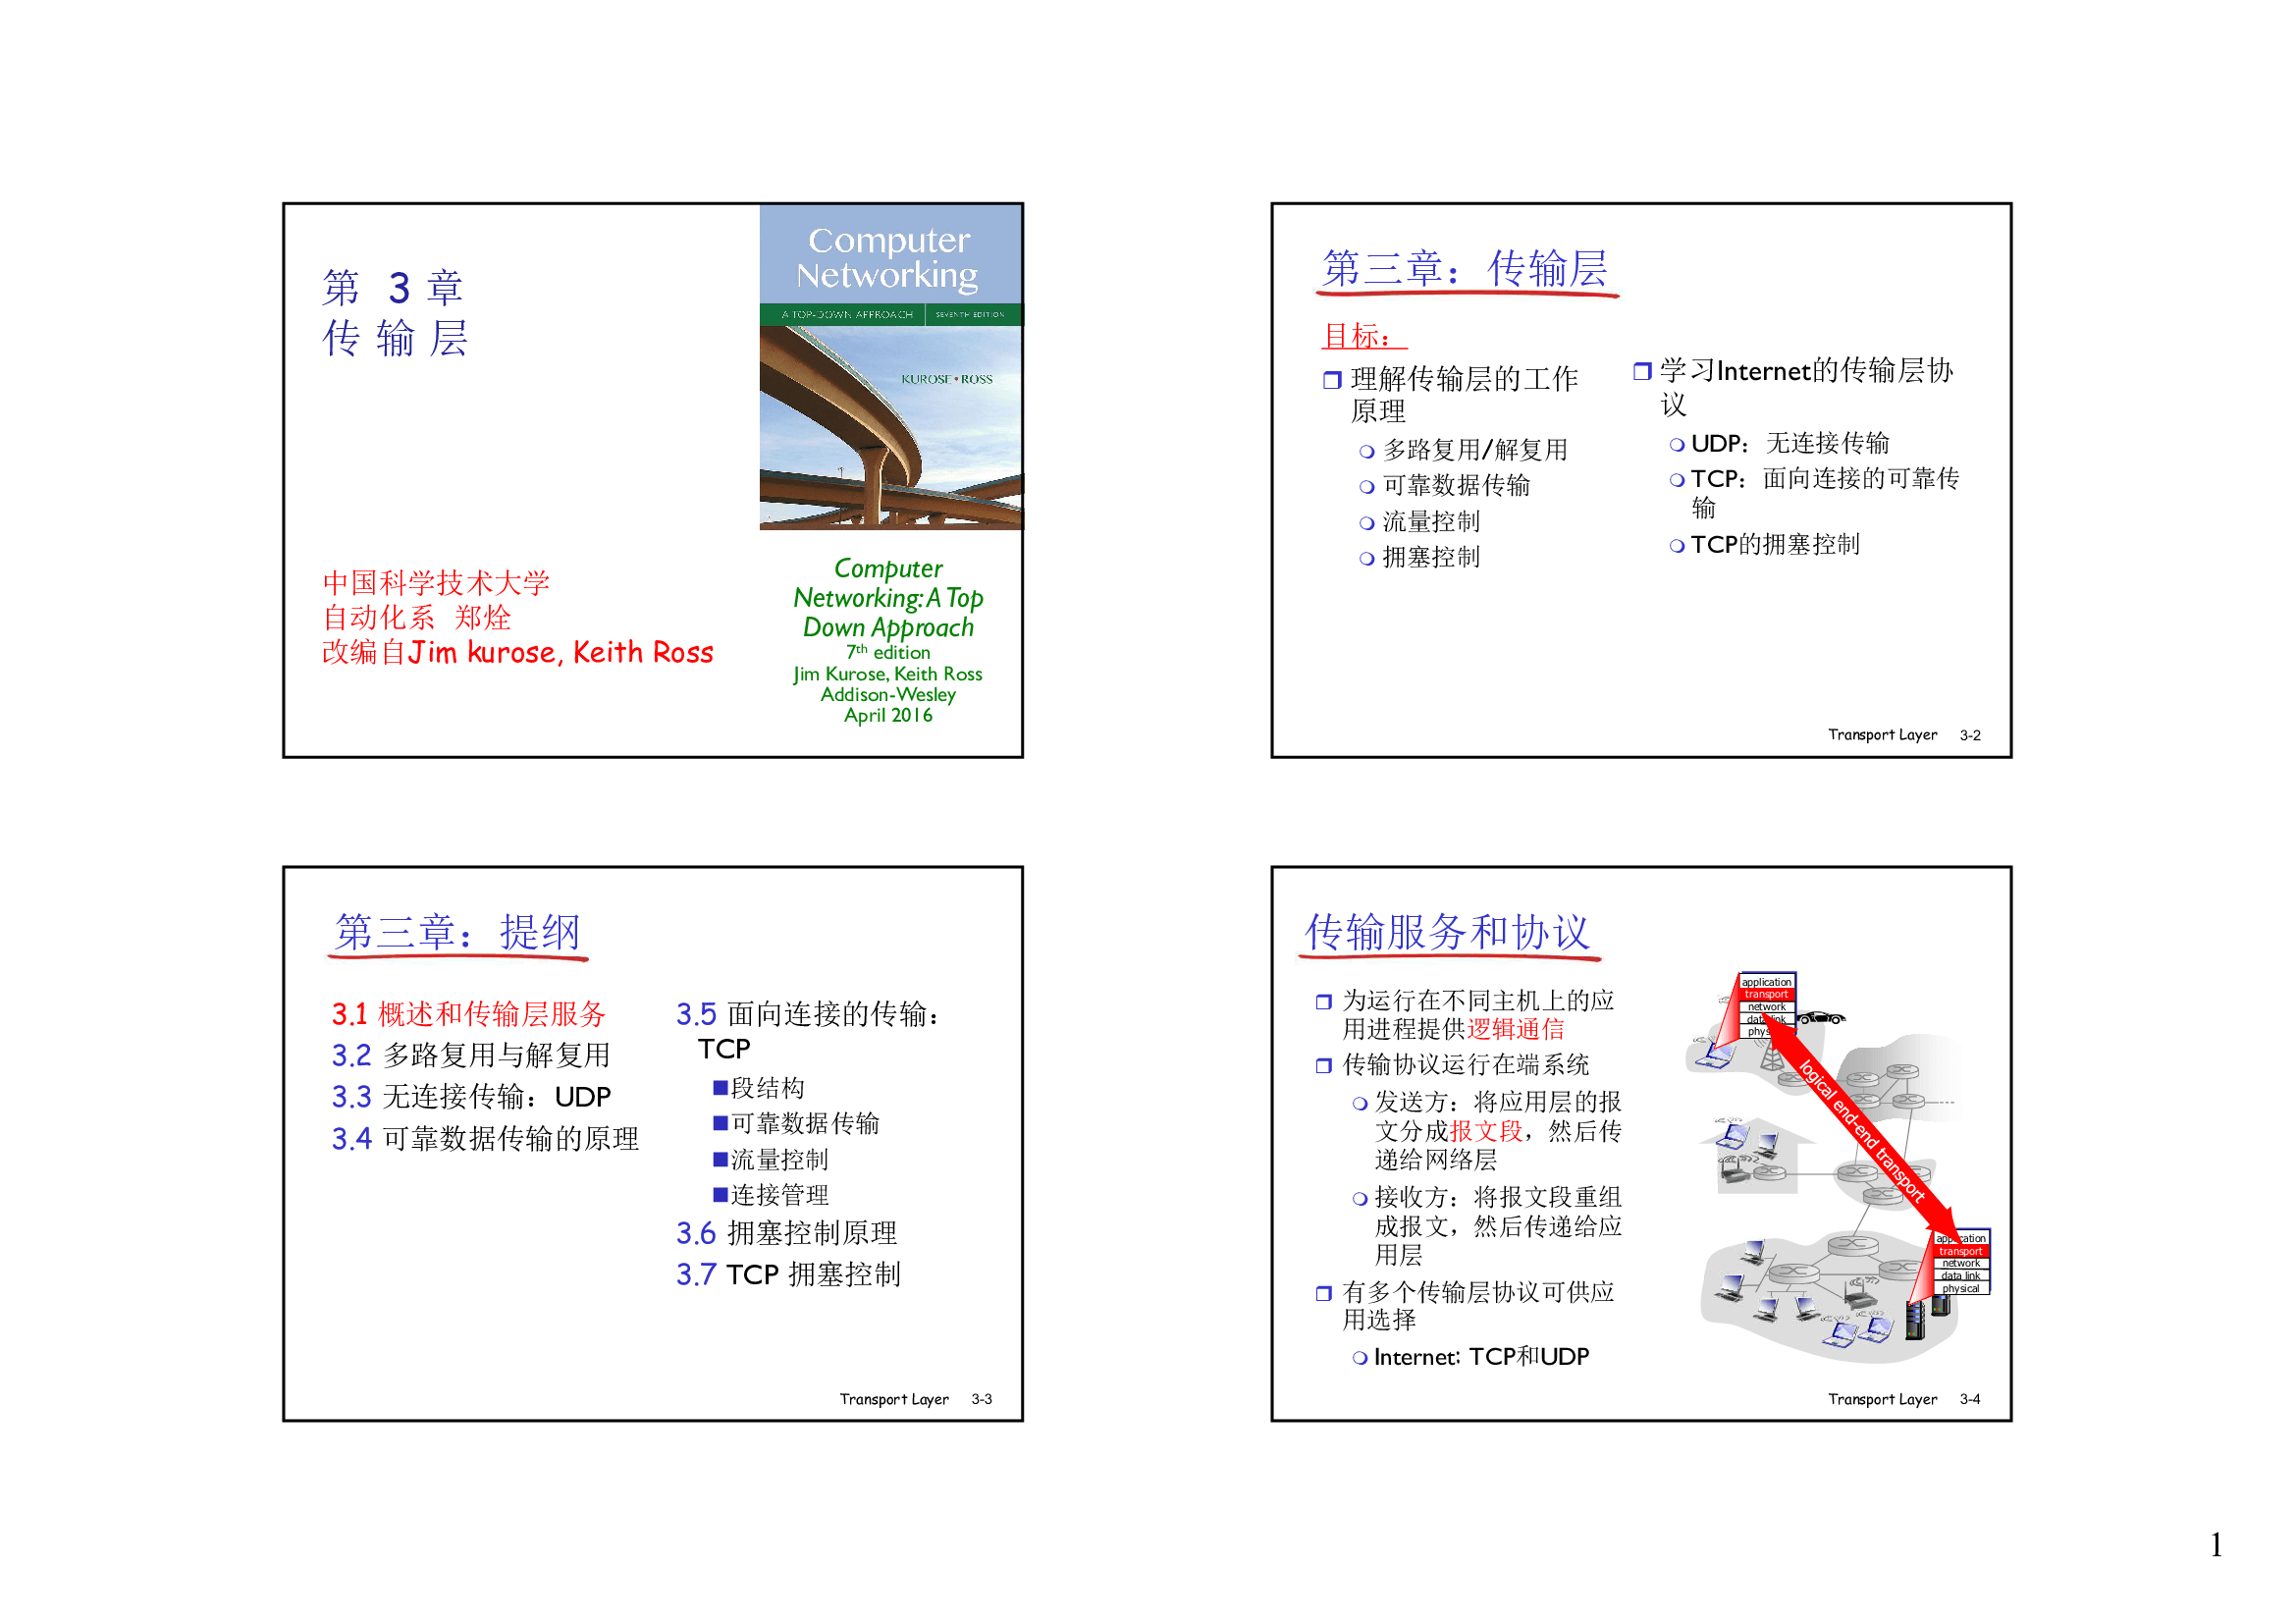 第 3 章
传 输 层
Computer
Networking
A TOP-DOWN APPROACH
SEVENTH EDITION
KUROSE • ROSS
中国科学技术大学
自动化系 郑烇
改编自Jim kurose, Keith Ross
Computer
Networking: A Top
Down Approach
7th edition
Jim Kurose, Keith Ross
Addison-Wesley
April 2016
第三章：传输层
目标：
理解传输层的工作
原理
多路复用/解复用
可靠数据传输
流量控制
拥塞控制
学习Internet的传输层协
议
UDP：无连接传输
TCP：面向连接的可靠传
输
TCP的拥塞控制
Transport Layer 3-2
第三章：提纲
3.1 概述和传输层服务
3.2 多路复用与解复用
3.3 无连接传输：UDP
3.4 可靠数据传输的原理
3.5 面向连接的传输：
TCP
段结构
可靠数据传输
流量控制
连接管理
3.6 拥塞控制原理
3.7 TCP 拥塞控制
Transport Layer 3-3
传输服务和协议
为运行在不同主机上的应
用进程提供逻辑通信
传输协议运行在端系统
发送方：将应用层的报
文分成报文段，然后传
递给网络层
接收方：将报文段重组
成报文，然后传递给应
用层
有多个传输层协议可供应
用选择
Internet: TCP和UDP
application
transport
network
data link
physical
logical end-end transport
application
transport
network
data link
physical
Transport Layer 3-4
1